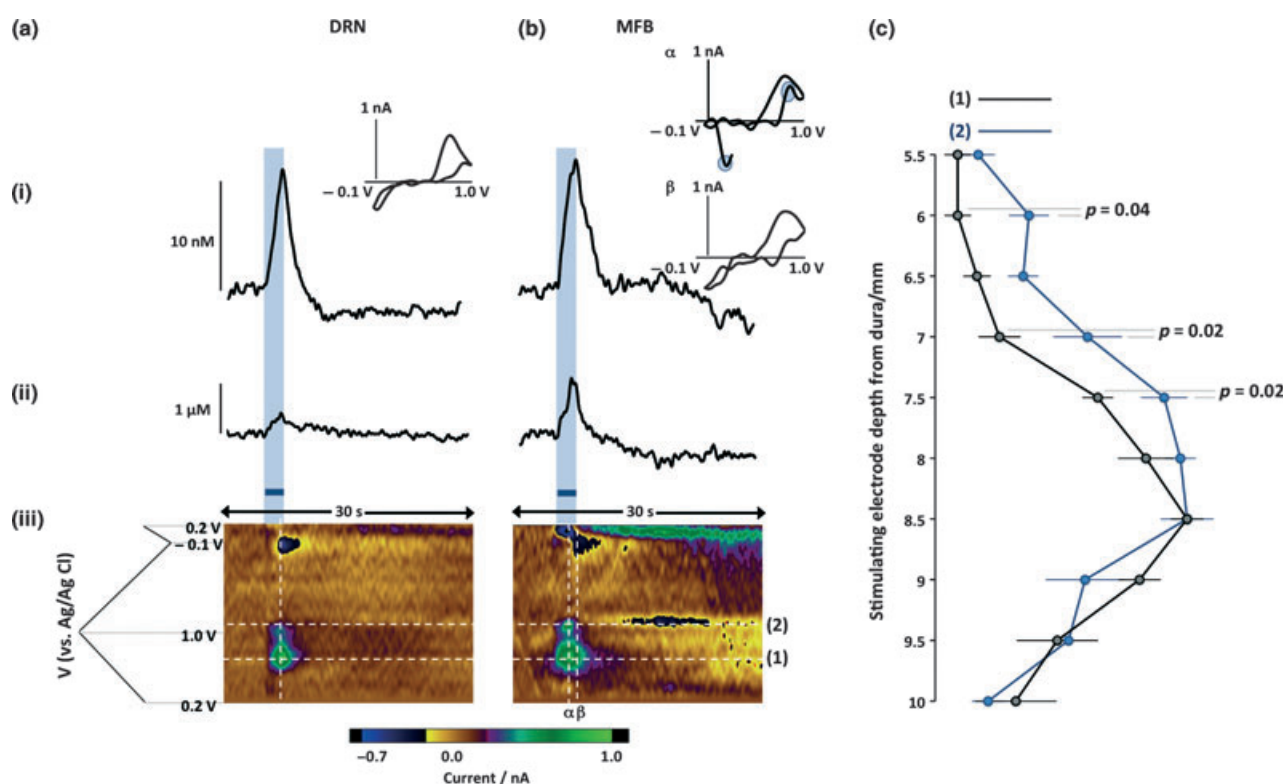 (a)
DRN
(b)
MFB
(c)
α
1 nA
− 0.1 V
1.0 V
1 nA
− 0.1 V
1.0 V
β
1 nA
−0.1 V
1.0 V
(i)
10 nM
(ii)
1 µM
(iii)
30 s
30 s
V (vs. Ag/Ag Cl)
0.2 V
− 0.1 V
1.0 V
0.2 V
(2)
(1)
αβ
−0.7
0.0
1.0
Current / nA
(1)
(2)
Stimulating electrode depth from dura/mm
5.5
6
6.5
7
7.5
8
8.5
9
9.5
10
p = 0.04
p = 0.02
p = 0.02